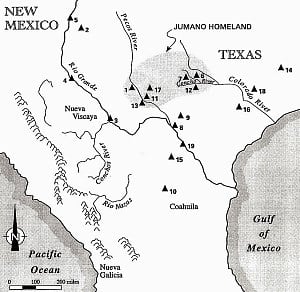 NEW
MEXICO
5
2
Pecos River
JUMANO HOMELAND
TEXAS
4
Rio Grande
1
17
11
13
7
6
12
Concho R.
Colorado River
14
18
16
Nueva
Viscaya
3
Conchos
River
8
9
19
15
10
Rio Nazas
Coahuila
Gulf
of
Mexico
Pacific
Ocean
Nueva
Galicia
0
100
200 miles